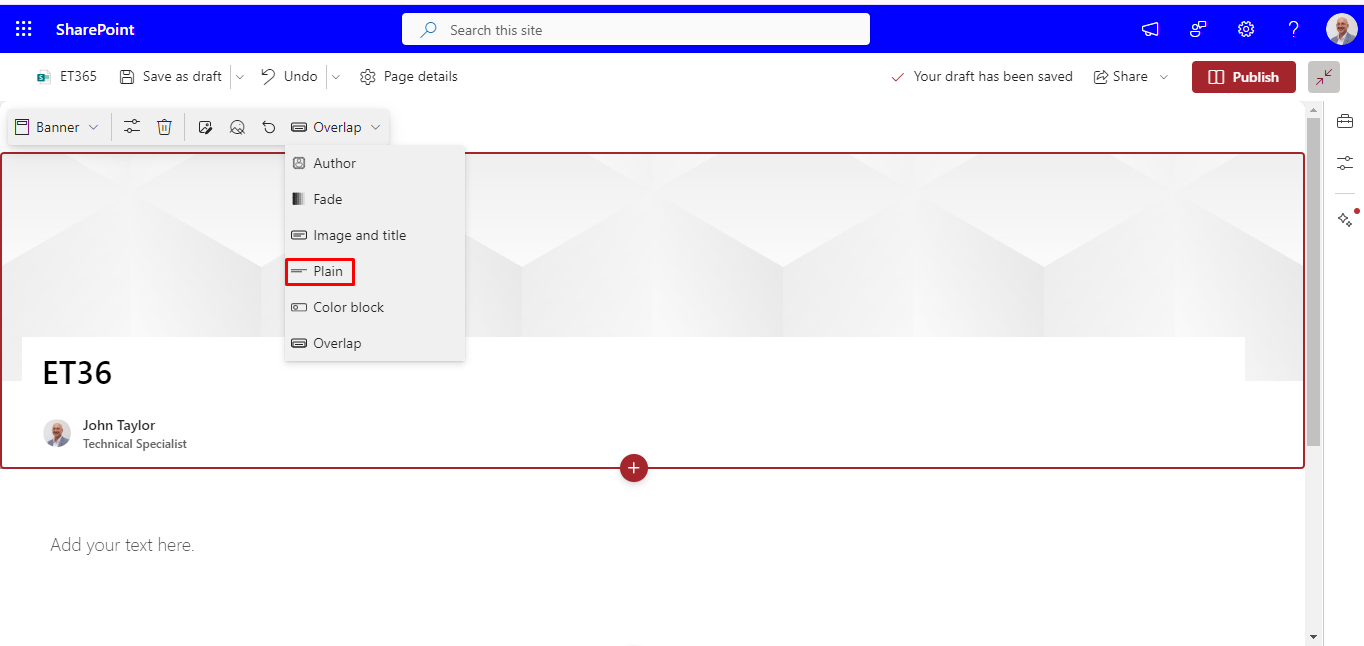 SharePoint
Search this site
ET365
Save as draft
Undo
Page details
Your draft has been saved
Share
Publish
Banner
Overlap
Author
Fade
Image and title
Plain
Color block
Overlap
ET36
John Taylor
Technical Specialist
Add your text here.